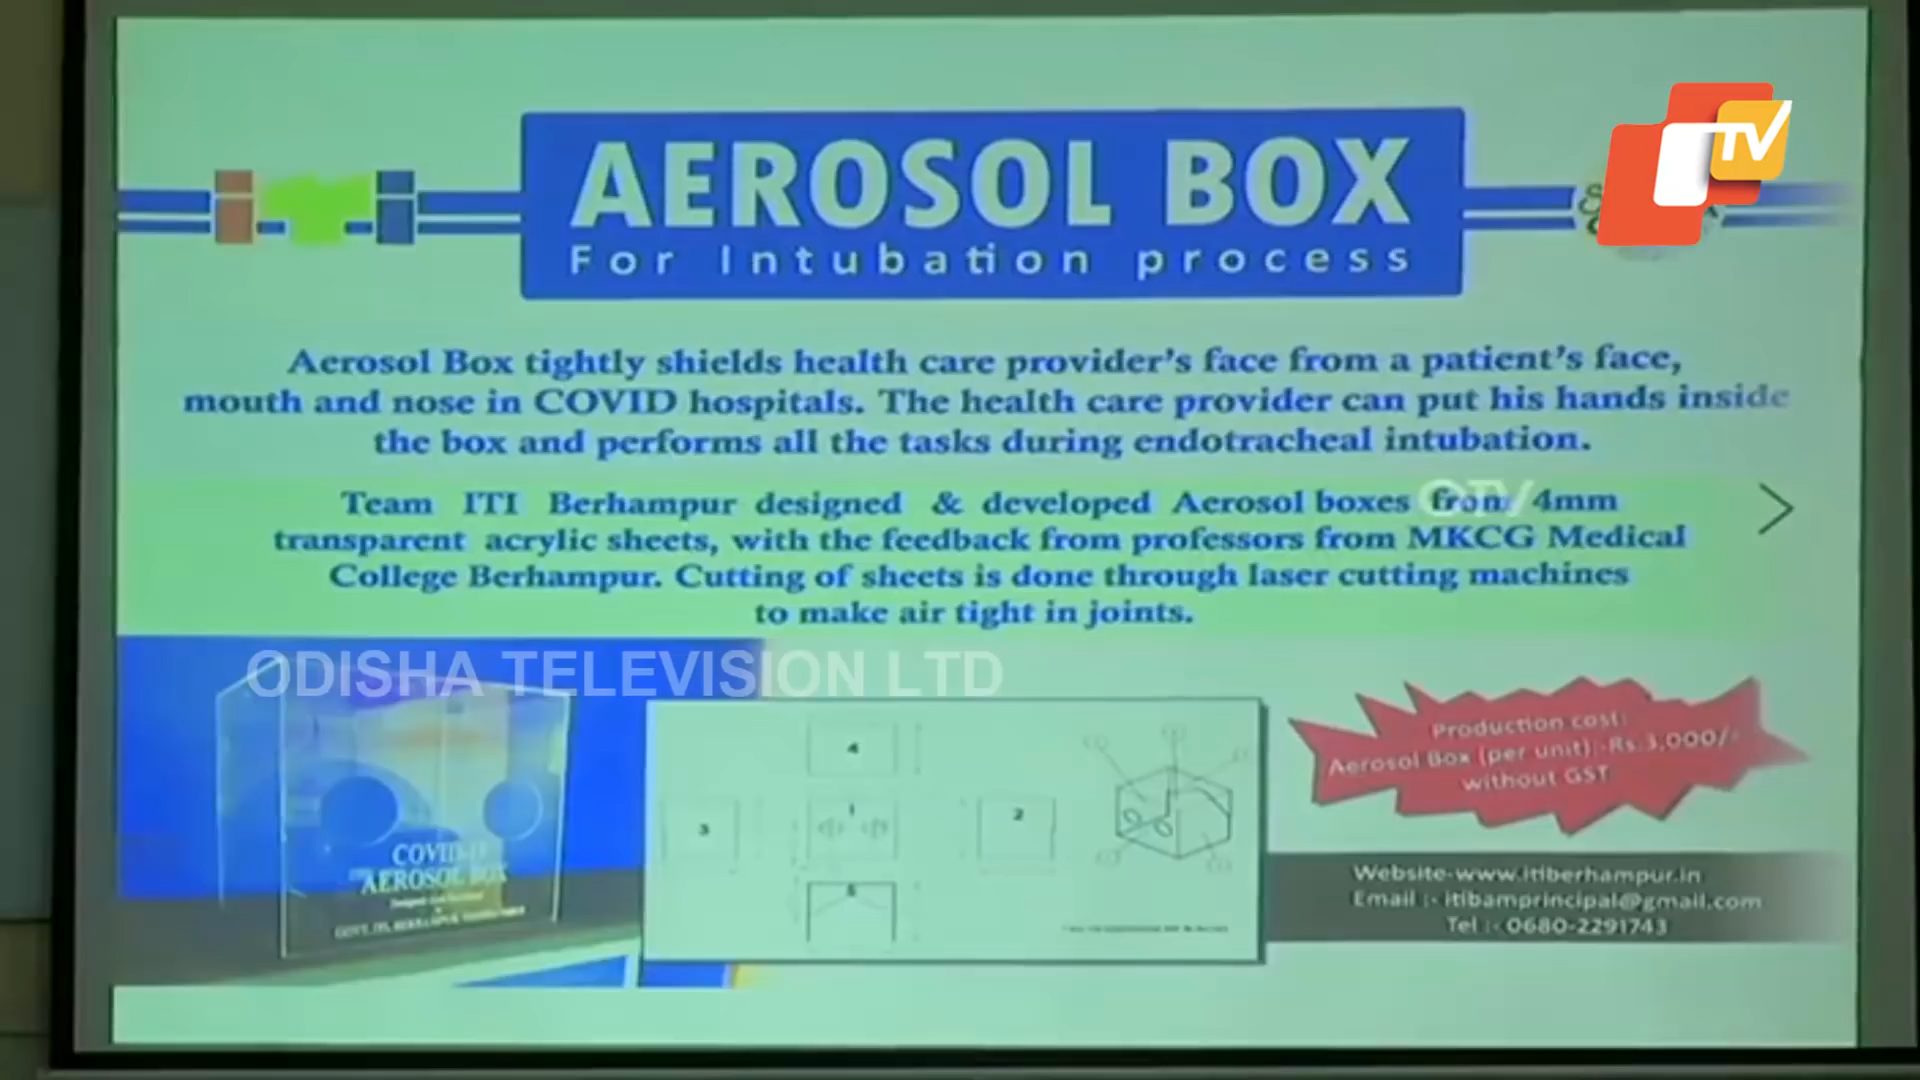 AEROSOL BOX
For Intubation process
TV
Aerosol Box tightly shields health care provider's face from a patient's face,
mouth and nose in COVID hospitals. The health care provider can put his hands inside
the box and performs all the tasks during endotracheal intubation.
Team ITI Berhampur designed & developed Aerosol boxes from 4mm
transparent acrylic sheets, with the feedback from professors from MKCG Medical
College Berhampur. Cutting of sheets is done through laser cutting machines
to make air tight in joints.
OTV
ODISHA TELEVISION LTD
COVID-19
AEROSOL BOX
4
3
1
2
5
Production cost:
Aerosol Box (per unit):-Rs.3,000/-
without GST
Website-www.itiberhampur.in
Email :- itibamprincipal@gmail.com
Tel :- 0680-2291743